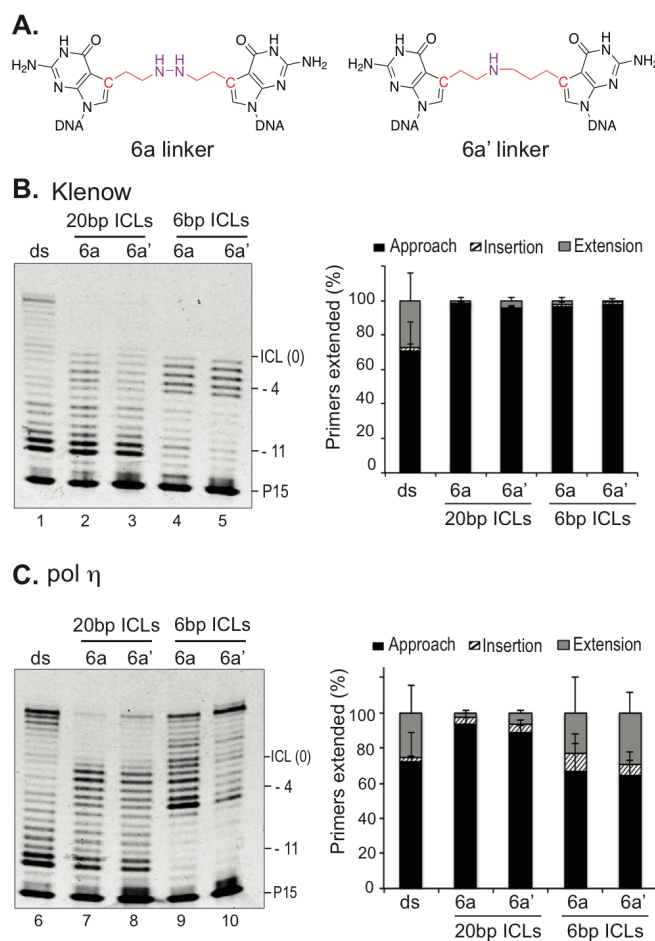 A.
O O
HN NH
H H H
H₂N N N N N N NH₂ H₂N N N N N NH₂
C C C C
N N N N
DNA DNA DNA DNA
6a linker 6a' linker
B. Klenow
20bp ICLs 6bp ICLs
ds 6a 6a' 6a 6a'
ICL (0)
- 4
- 11
P15
1 2 3 4 5
Approach Insertion Extension
Primers extended (%)
100
80
60
40
20
0
ds 6a 6a' 6a 6a'
20bp ICLs 6bp ICLs
C. pol η
20bp ICLs 6bp ICLs
ds 6a 6a' 6a 6a'
ICL (0)
- 4
- 11
P15
6 7 8 9 10
Approach Insertion Extension
Primers extended (%)
100
80
60
40
20
0
ds 6a 6a' 6a 6a'
20bp ICLs 6bp ICLs